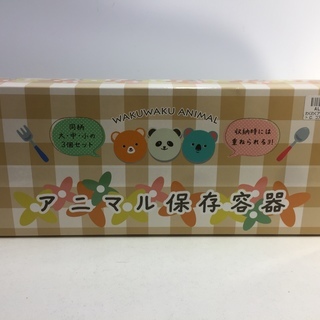 WAKUWAKU ANIMAL
同柄
大・中・小の
3個セット
収納時には
重ねられる♪!
アニマル保存容器